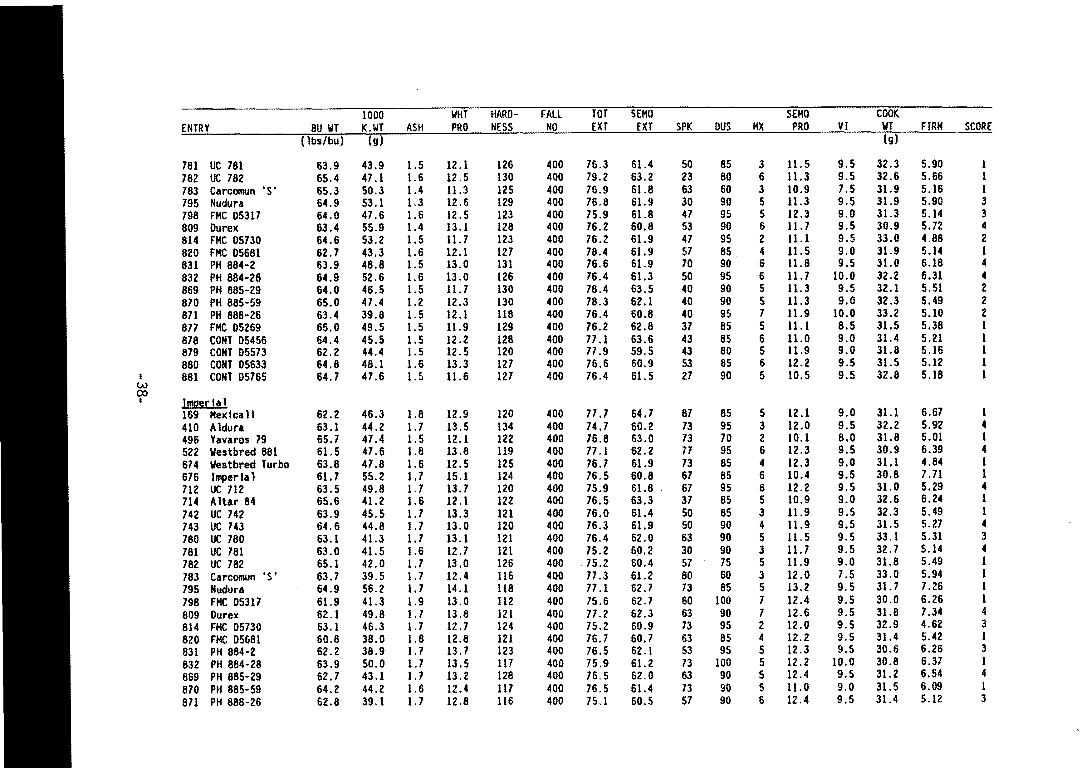 1000 WHT HARD- FALL TOT SEMO SEMO COOK
ENTRY BU WT K.WT ASH PRO NESS NO EXT EXT SPK DUS MX PRO VI WT FIRM SCORE
(lbs/bu) (g) (g)
781 UC 781 63.9 43.9 1.5 12.1 126 400 76.3 61.4 50 85 3 11.5 9.5 32.3 5.90 1
782 UC 782 65.4 47.1 1.6 12.5 130 400 79.2 63.2 23 80 6 11.3 9.5 32.6 5.66 1
783 Carcomun 'S' 65.3 50.3 1.4 11.3 125 400 76.9 61.8 63 60 3 10.9 7.5 31.9 5.16 1
795 Nudura 64.9 53.1 1.3 12.6 129 400 76.8 61.9 30 90 5 11.3 9.5 31.9 5.90 3
798 FMC D5317 64.0 47.6 1.6 12.5 123 400 75.9 61.8 47 95 5 12.3 9.0 31.3 5.14 3
809 Durex 63.4 55.9 1.4 13.1 128 400 76.2 60.8 53 90 6 11.7 9.5 30.9 5.72 4
814 FMC D5730 64.6 53.2 1.5 11.7 123 400 76.2 61.9 47 95 2 11.1 9.5 33.0 4.88 2
820 FMC D5681 62.7 43.3 1.6 12.1 127 400 78.4 61.9 57 85 4 11.5 9.0 31.9 5.14 1
831 PH 884-2 63.9 48.8 1.5 13.0 131 400 76.6 61.9 70 90 6 11.8 9.5 31.0 6.18 4
832 PH 884-28 64.9 52.6 1.6 13.0 126 400 76.4 61.3 50 95 6 11.7 10.0 32.2 6.31 4
869 PH 885-29 64.0 46.5 1.5 11.7 130 400 78.4 63.5 40 90 5 11.3 9.5 32.1 5.51 2
870 PH 885-59 65.0 47.4 1.2 12.3 130 400 78.3 62.1 40 90 5 11.3 9.0 32.3 5.49 2
871 PH 888-26 63.4 39.8 1.5 12.1 118 400 76.4 60.8 40 95 7 11.9 10.0 33.2 5.10 2
877 FMC D5269 65.0 49.5 1.5 11.9 129 400 76.2 62.8 37 85 5 11.1 8.5 31.5 5.38 1
878 CONT D5456 64.4 45.5 1.5 12.2 128 400 77.1 63.6 43 85 6 11.0 9.0 31.4 5.21 1
879 CONT D5573 62.2 44.4 1.5 12.5 120 400 77.9 59.5 43 80 5 11.9 9.0 31.8 5.16 1
880 CONT D5633 64.8 48.1 1.6 13.3 127 400 76.6 60.9 53 85 6 12.2 9.5 31.5 5.12 1
881 CONT D5765 64.7 47.6 1.5 11.6 127 400 76.4 61.5 27 90 5 10.5 9.5 32.8 5.18 1
-38-
Imperial
169 Mexicali 62.2 46.3 1.8 12.9 120 400 77.7 64.7 87 85 5 12.1 9.0 31.1 6.67 1
410 Aldura 63.1 44.2 1.7 13.5 134 400 74.7 60.2 73 95 3 12.0 9.5 32.2 5.92 4
496 Yavaros 79 65.7 47.4 1.5 12.1 122 400 76.8 63.0 73 70 2 10.1 8.0 31.8 5.01 1
522 Westbred 881 61.5 47.6 1.8 13.8 119 400 77.1 62.2 77 95 6 12.3 9.5 30.9 6.39 4
674 Westbred Turbo 63.8 47.8 1.6 12.5 125 400 76.7 61.9 73 85 4 12.3 9.0 31.1 4.84 1
676 Imperial 61.7 55.2 1.7 15.1 124 400 76.5 60.8 67 85 6 10.4 9.5 30.8 7.71 1
712 UC 712 63.5 49.8 1.7 13.7 120 400 75.9 61.8 67 95 8 12.2 9.5 31.0 5.29 4
714 Altar 84 65.6 41.2 1.6 12.1 122 400 76.5 63.3 37 85 5 10.9 9.0 32.6 6.24 1
742 UC 742 63.9 45.5 1.7 13.3 121 400 76.0 61.4 50 85 3 11.9 9.5 32.3 5.49 1
743 UC 743 64.6 44.8 1.7 13.0 120 400 76.3 61.9 50 90 4 11.9 9.5 31.5 5.27 4
780 UC 780 63.1 41.3 1.7 13.1 121 400 76.4 62.0 63 90 5 11.5 9.5 33.1 5.31 3
781 UC 781 63.0 41.5 1.6 12.7 121 400 75.2 60.2 30 90 3 11.7 9.5 32.7 5.14 4
782 UC 782 65.1 42.0 1.7 13.0 126 400 75.2 60.4 57 75 5 11.9 9.0 31.8 5.49 1
783 Carcomun 'S' 63.7 39.5 1.7 12.4 116 400 77.3 61.2 80 60 3 12.0 7.5 33.0 5.94 1
795 Nudura 64.9 56.2 1.7 14.1 118 400 77.1 62.7 73 85 5 13.2 9.5 31.7 7.26 1
798 FMC D5317 61.9 41.3 1.9 13.0 112 400 75.6 62.7 60 100 7 12.4 9.5 30.0 6.26 1
809 Durex 62.1 49.8 1.7 13.8 121 400 77.2 62.3 63 90 7 12.6 9.5 31.8 7.34 4
814 FMC D5730 63.1 46.3 1.7 12.7 124 400 75.2 60.9 73 95 2 12.0 9.5 32.9 4.62 3
820 FMC D5681 60.8 38.0 1.8 12.8 121 400 76.7 60.7 63 85 4 12.2 9.5 31.4 5.42 1
831 PH 884-2 62.2 38.9 1.7 13.7 123 400 76.5 62.1 53 95 5 12.3 9.5 30.6 6.26 3
832 PH 884-28 63.9 50.0 1.7 13.5 117 400 75.9 61.2 73 100 5 12.2 10.0 30.8 6.37 1
869 PH 885-29 62.7 43.1 1.7 13.2 128 400 76.5 62.0 63 90 5 12.4 9.5 31.2 6.54 4
870 PH 885-59 64.2 44.2 1.6 12.4 117 400 76.5 61.4 73 90 5 11.0 9.0 31.5 6.09 1
871 PH 888-26 62.8 39.1 1.7 12.8 116 400 75.1 60.5 57 90 6 12.4 9.5 31.4 5.12 3